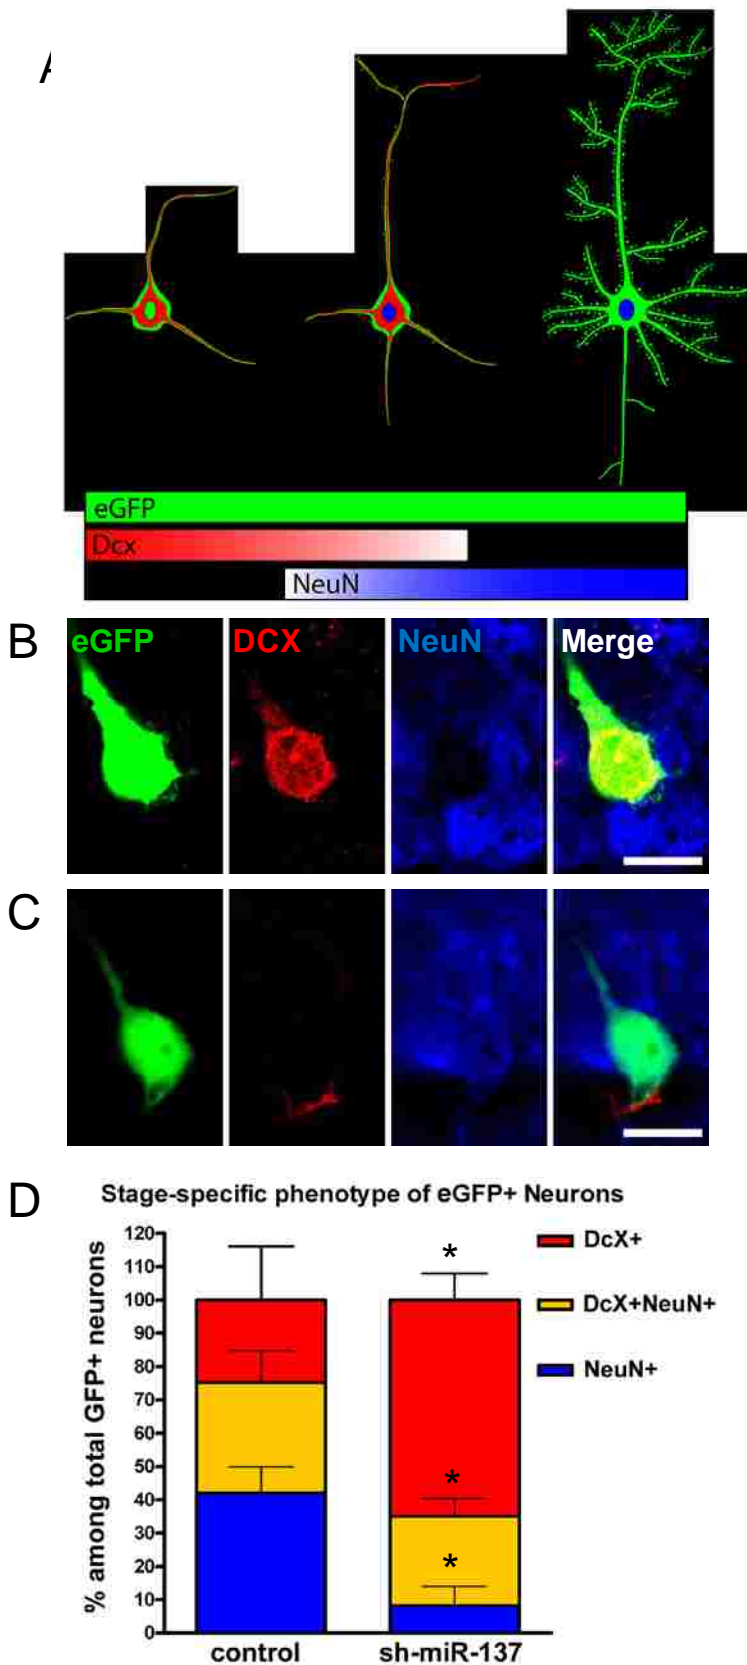 A
eGFP
Dcx
NeuN
B
eGFP DCX NeuN Merge
C
D
Stage-specific phenotype of eGFP+ Neurons
% among total GFP+ neurons
120
110
100
90
80
70
60
50
40
30
20
10
0
*
*
*
DcX+
DcX+NeuN+
NeuN+
control sh-miR-137